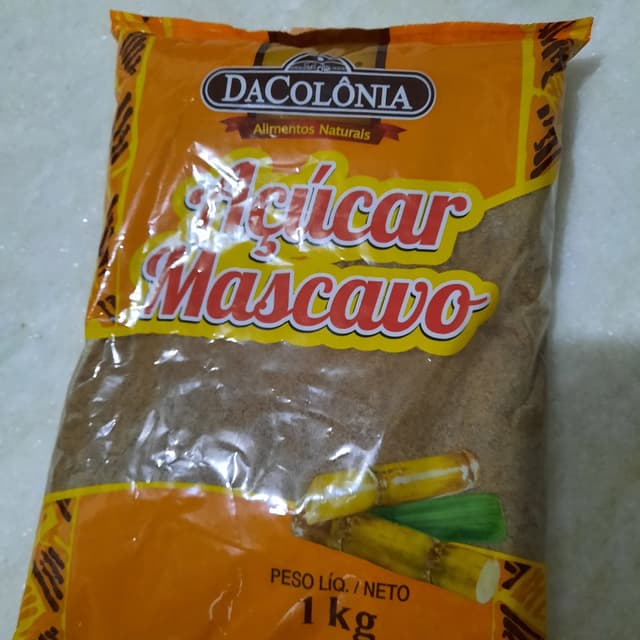 DACOLÔNIA
Alimentos Naturais
Açúcar
Mascavo
PESO LÍQ. / NETO
1 kg